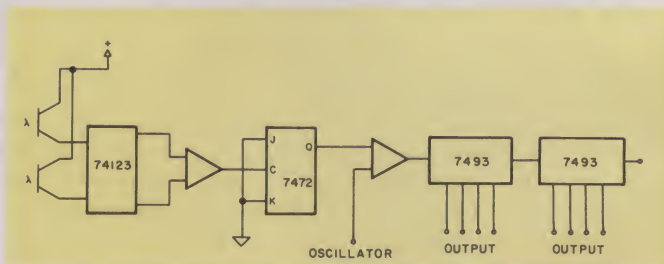 +
λ
λ
74123
J
C
K
Q
7472
7493
7493
OSCILLATOR
OUTPUT
OUTPUT